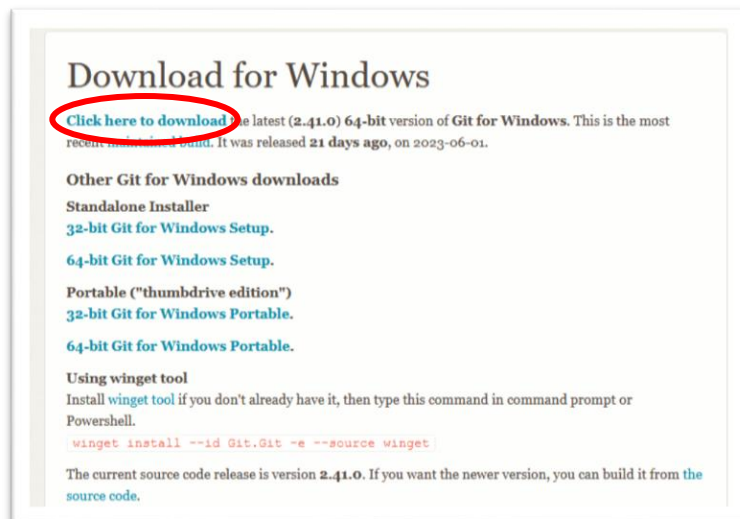 Download for Windows
Click here to download the latest (2.41.0) 64-bit version of Git for Windows. This is the most
recent maintained build. It was released 21 days ago, on 2023-06-01.
Other Git for Windows downloads
Standalone Installer
32-bit Git for Windows Setup.
64-bit Git for Windows Setup.
Portable ("thumbdrive edition")
32-bit Git for Windows Portable.
64-bit Git for Windows Portable.
Using winget tool
Install winget tool if you don't already have it, then type this command in command prompt or
Powershell.
winget install --id Git.Git -e --source winget
The current source code release is version 2.41.0. If you want the newer version, you can build it from the
source code.